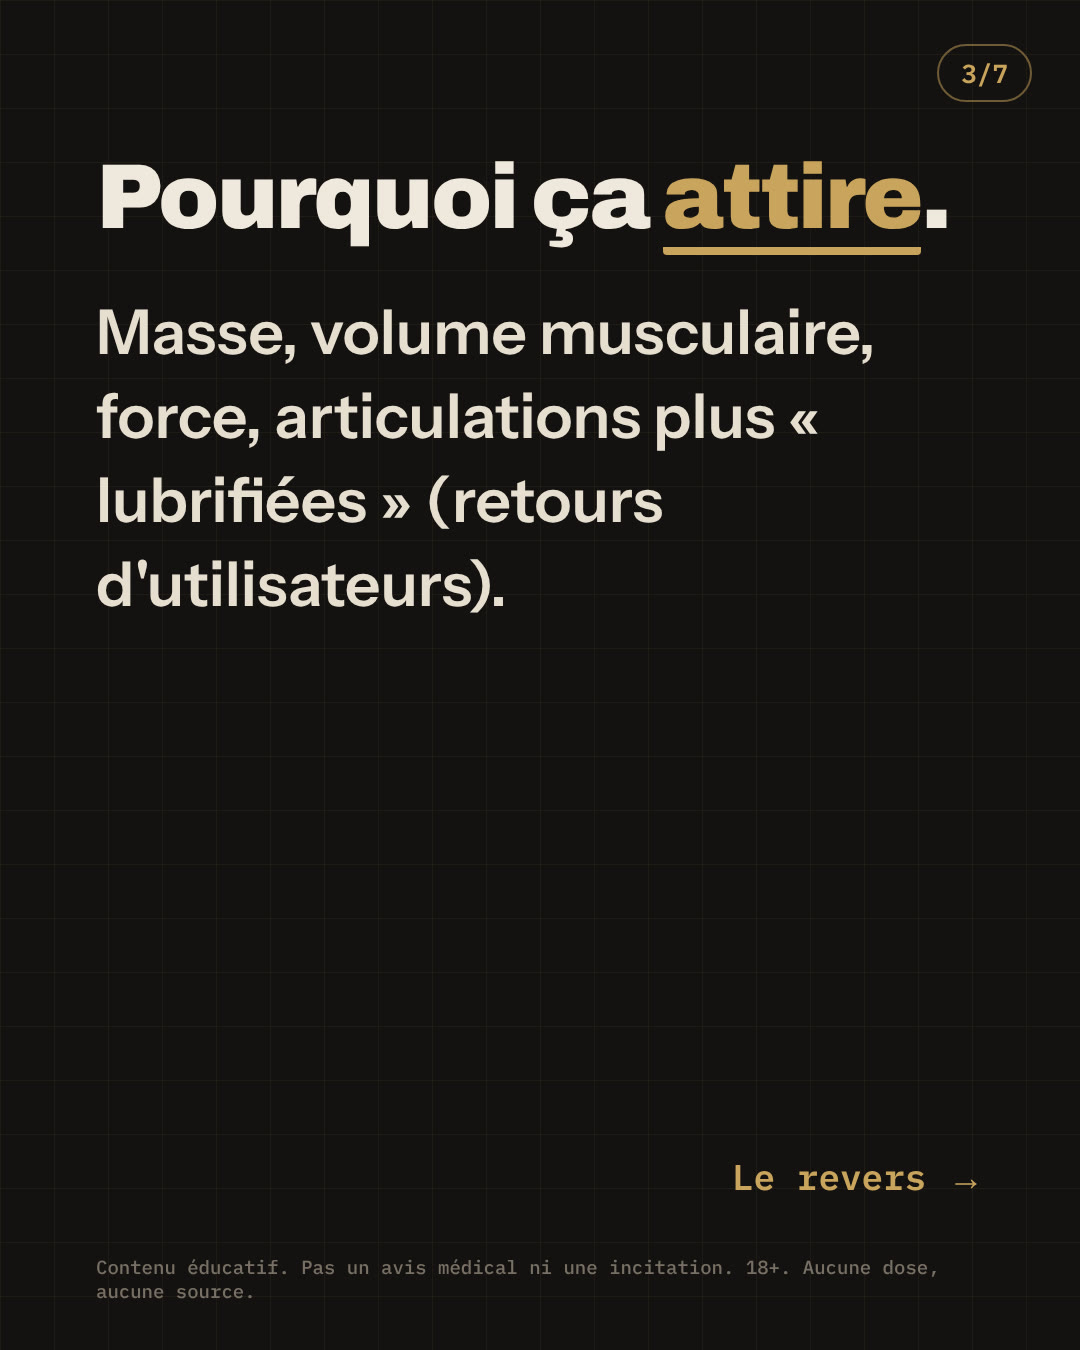 3/7
Pourquoi ça attire.
Masse, volume musculaire,
force, articulations plus «
lubrifiées » (retours
d'utilisateurs).
Le revers →
Contenu éducatif. Pas un avis médical ni une incitation. 18+. Aucune dose,
aucune source.